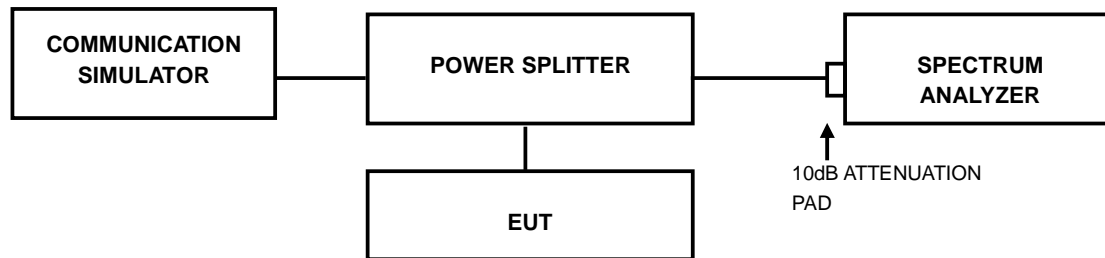 COMMUNICATION
SIMULATOR
POWER SPLITTER
SPECTRUM
ANALYZER
10dB ATTENUATION
PAD
EUT